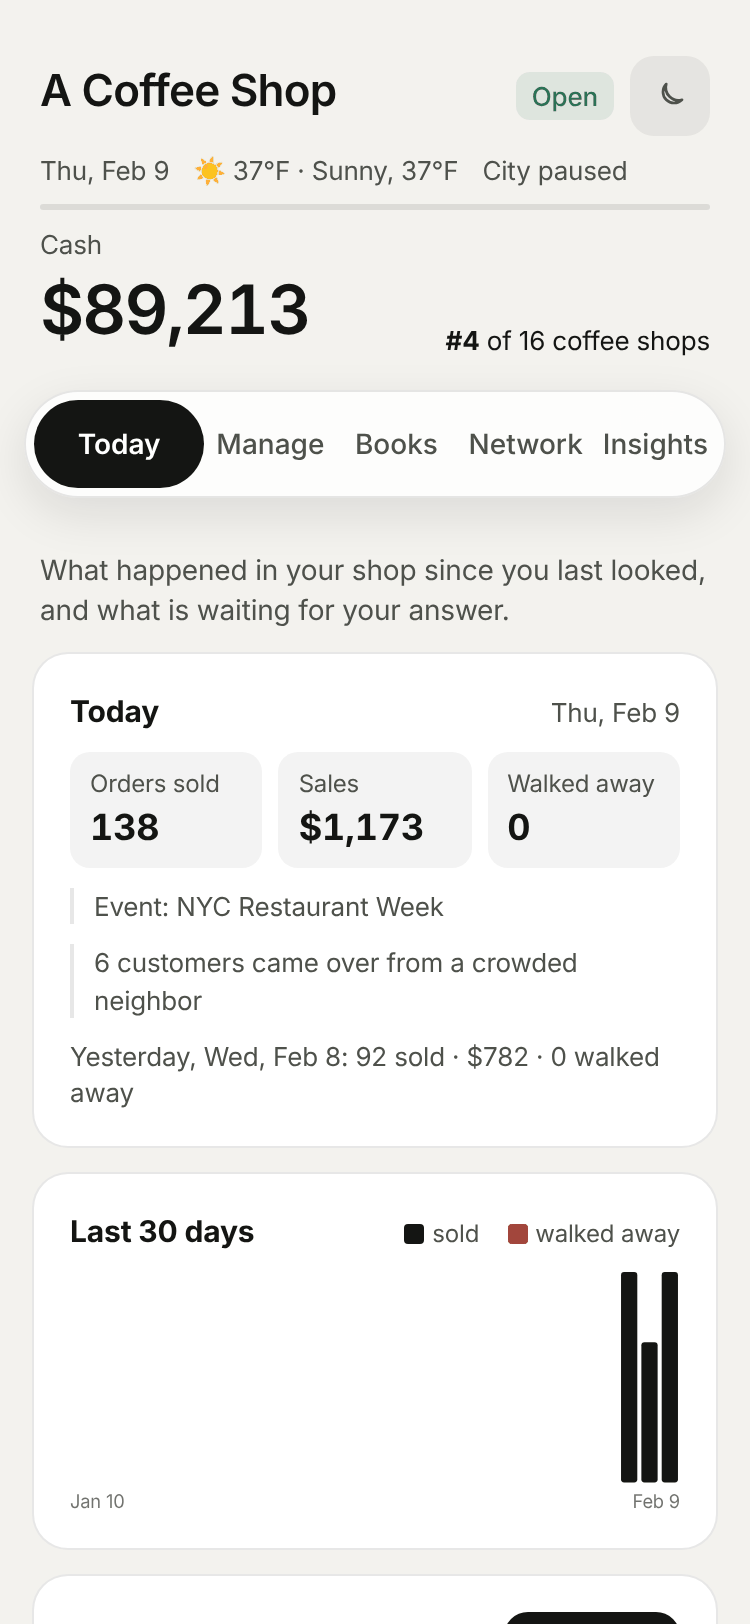 A Coffee Shop
Open
Thu, Feb 9 ☀️ 37°F · Sunny, 37°F City paused
Cash
$89,213
#4 of 16 coffee shops
Today Manage Books Network Insights
What happened in your shop since you last looked,
and what is waiting for your answer.
Today
Thu, Feb 9
Orders sold
138
Sales
$1,173
Walked away
0
Event: NYC Restaurant Week
6 customers came over from a crowded
neighbor
Yesterday, Wed, Feb 8: 92 sold · $782 · 0 walked
away
Last 30 days
sold
walked away
Jan 10
Feb 9